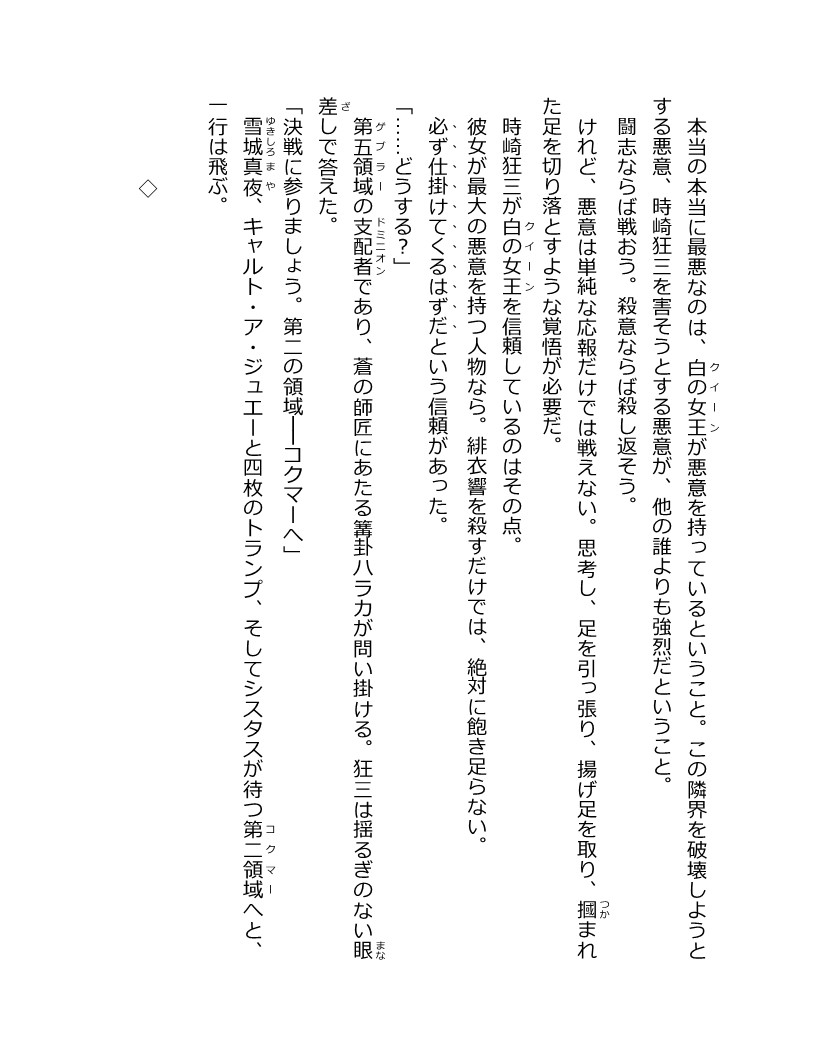 本当の本当に最悪なのは、白の女王が悪意を持っているということ。この隣界を破壊しようと
する悪意、時崎狂三を害そうとする悪意が、他の誰よりも強烈だということ。
闘志ならば戦おう。殺意ならば殺し返そう。
けれど、悪意は単純な応報だけでは戦えない。思考し、足を引っ張り、揚げ足を取り、摑まれ
た足を切り落とすような覚悟が必要だ。
時崎狂三が白の女王を信頼しているのはその点。
彼女が最大の悪意を持つ人物なら。緋衣響を殺すだけでは、絶対に飽き足らない。
必ず仕掛けてくるはずだという信頼があった。
「……どうする?」
第五領域の支配者であり、蒼の師匠にあたる篝卦ハラカが問い掛ける。狂三は揺るぎのない眼
差しで答えた。
「決戦に参りましょう。第二の領域──コクマーへ」
雪城真夜、キャルト・ア・ジュエーと四枚のトランプ、そしてシスタスが待つ第二領域へと、
一行は飛ぶ。
◇